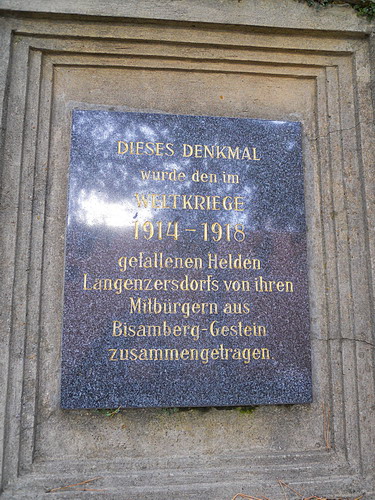 DIESES DENKMAL
wurde den im
WELTKRIEGE
1914-1918
gefallenen Helden
Langenzersdorfs von ihren
Mitbürgern aus
Bisamberg-Gestein
zusammengetragen